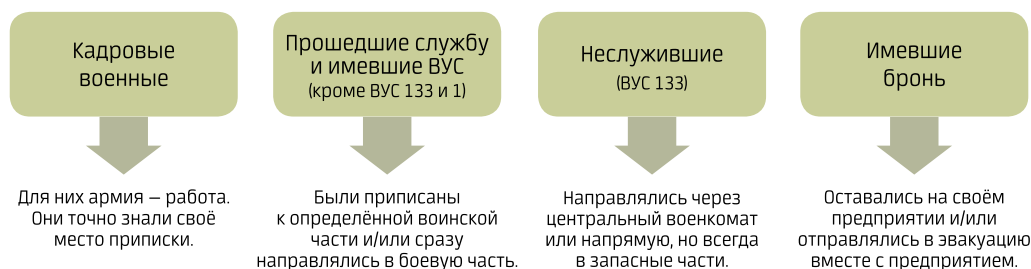 Кадровые
военные
Прошедшие службу
и имевшие ВУС
(кроме ВУС 133 и 1)
Неслужившие
(ВУС 133)
Имевшие
бронь
Для них армия — работа.
Они точно знали своё
место приписки.
Были приписаны
к определённой воинской
части и/или сразу
направлялись в боевую часть.
Направлялись через
центральный военкомат
или напрямую, но всегда
в запасные части.
Оставались на своём
предприятии и/или
отправлялись в эвакуацию
вместе с предприятием.